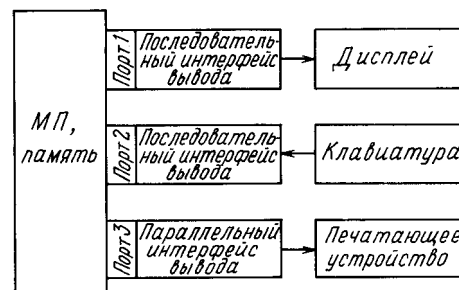 МП,
память
Порт 1
Последователь-
ный интерфейс
вывода
Дисплей
Порт 2
Последователь-
ный интерфейс
вывода
Клавиатура
Порт 3
Параллельный
интерфейс
вывода
Печатающее
устройство